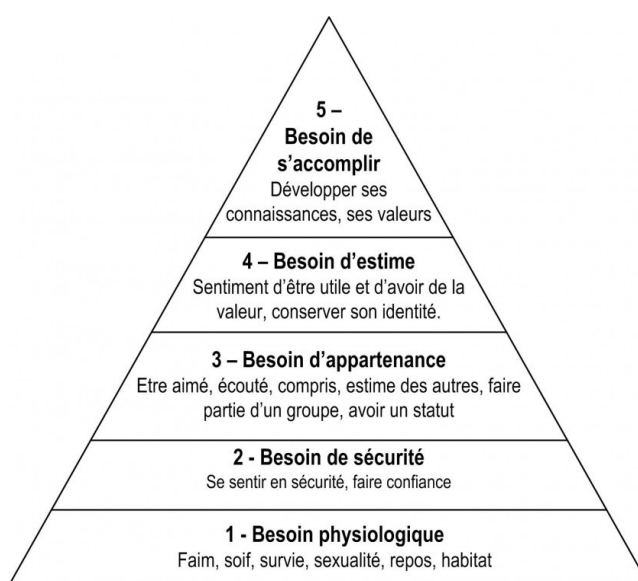 5 –
Besoin de
s’accomplir
Développer ses
connaissances, ses valeurs
4 – Besoin d’estime
Sentiment d’être utile et d’avoir de la
valeur, conserver son identité.
3 – Besoin d’appartenance
Etre aimé, écouté, compris, estime des autres, faire
partie d’un groupe, avoir un statut
2 - Besoin de sécurité
Se sentir en sécurité, faire confiance
1 - Besoin physiologique
Faim, soif, survie, sexualité, repos, habitat